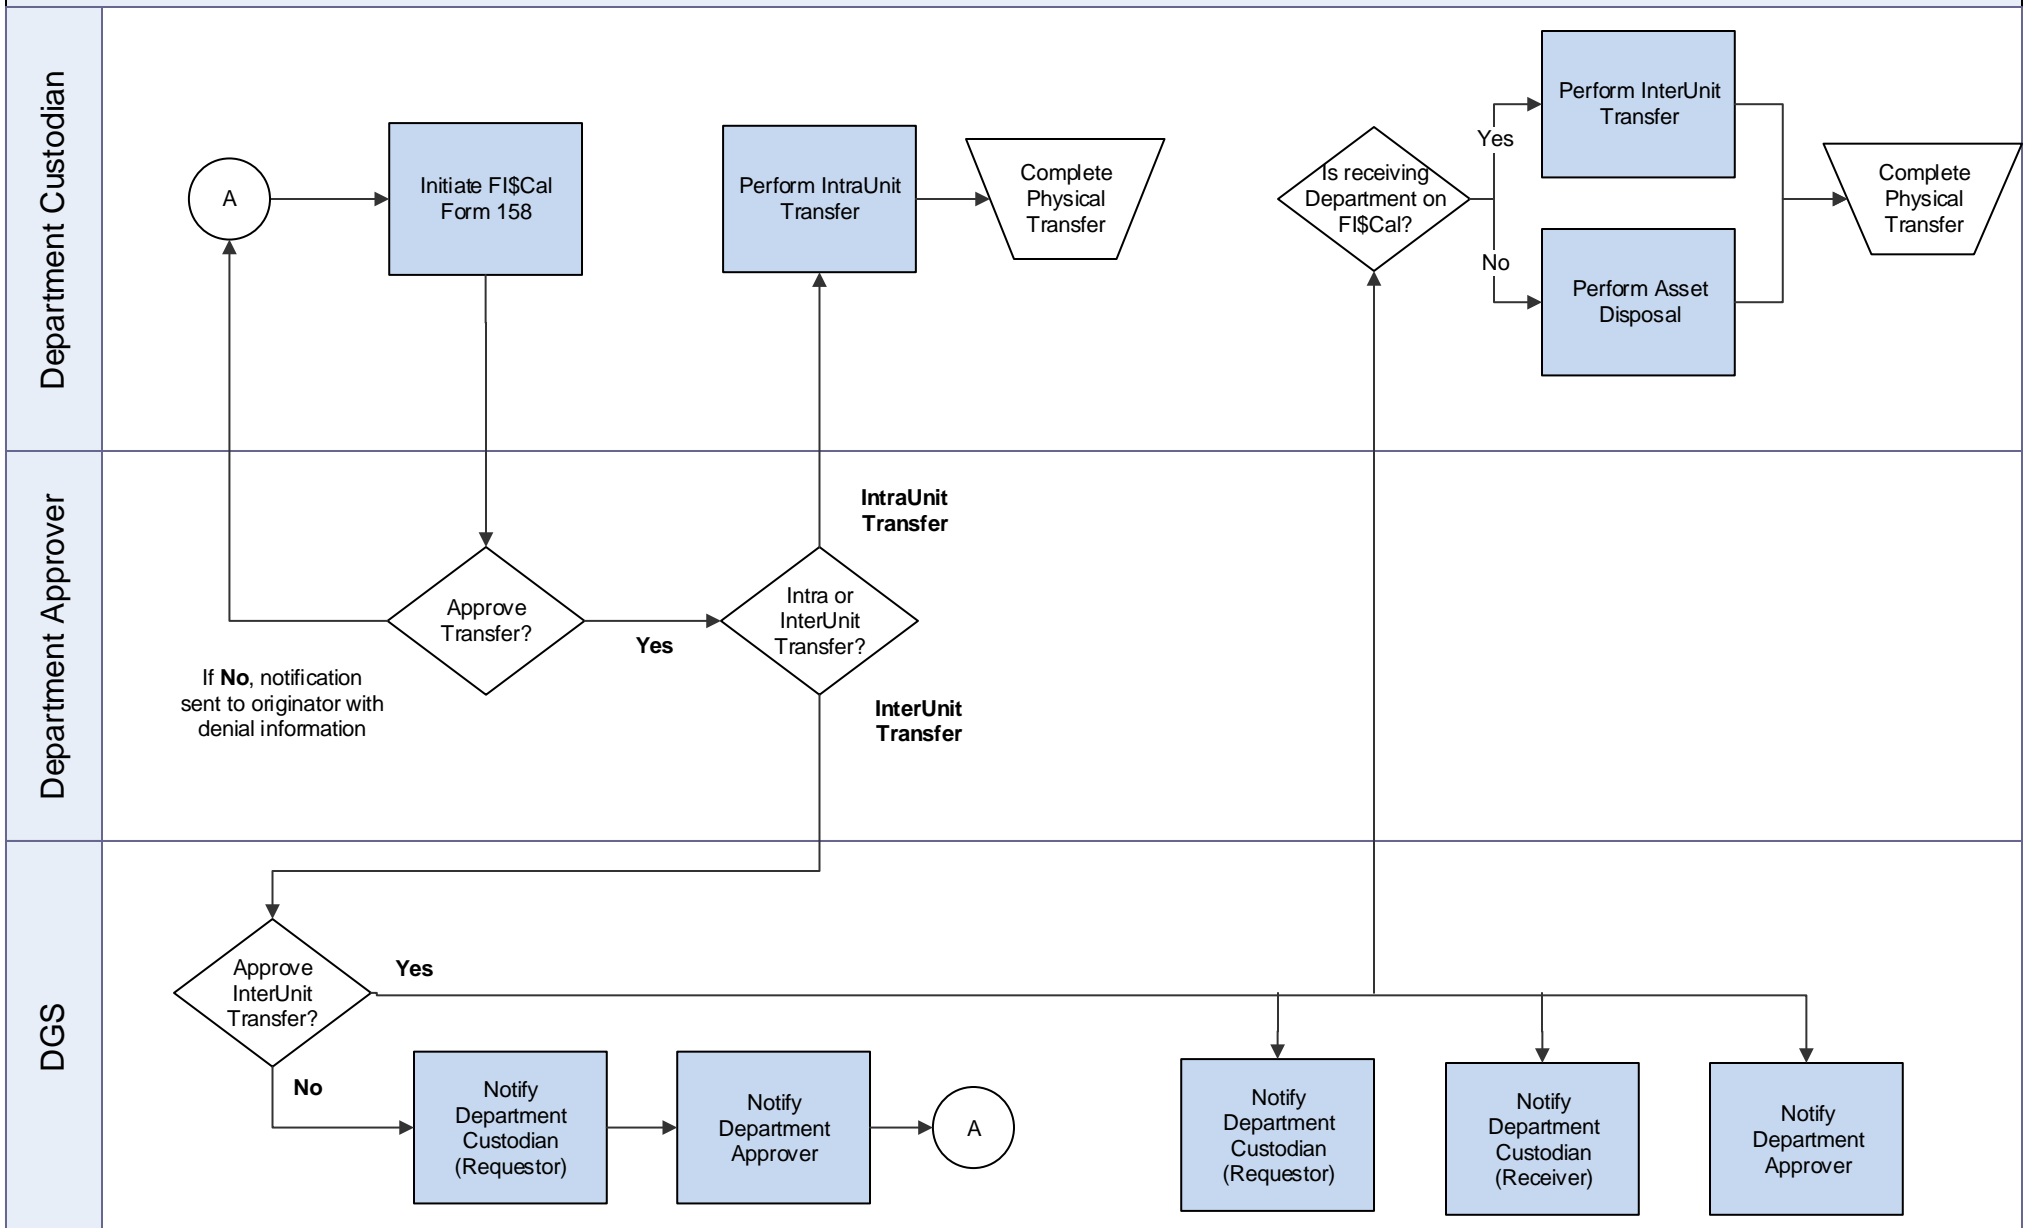 Department Custodian
A
Initiate FI$Cal
Form 158
Perform IntraUnit
Transfer
Complete
Physical
Transfer
Is receiving
Department on
FI$Cal?
Yes
No
Perform InterUnit
Transfer
Perform Asset
Disposal
Complete
Physical
Transfer
Department Approver
If No, notification
sent to originator with
denial information
Approve
Transfer?
Yes
Intra or
InterUnit
Transfer?
IntraUnit
Transfer
InterUnit
Transfer
DGS
Approve
InterUnit
Transfer?
Yes
No
Notify
Department
Custodian
(Requestor)
Notify
Department
Approver
A
Notify
Department
Custodian
(Requestor)
Notify
Department
Custodian
(Receiver)
Notify
Department
Approver